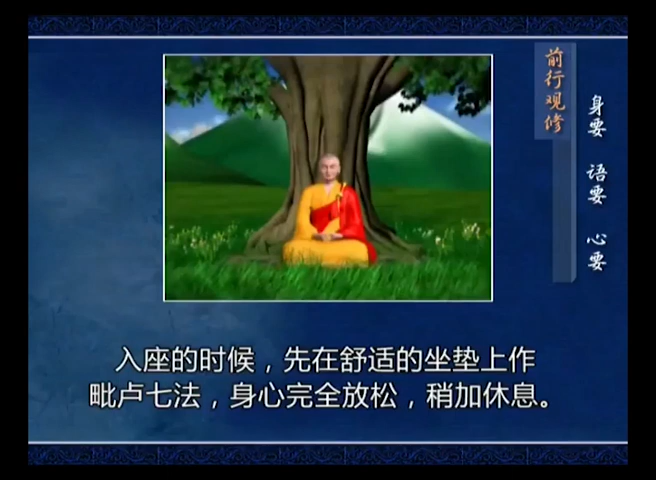 前行观修
身要 语要 心要
入座的时候，先在舒适的坐垫上作
毗卢七法，身心完全放松，稍加休息。